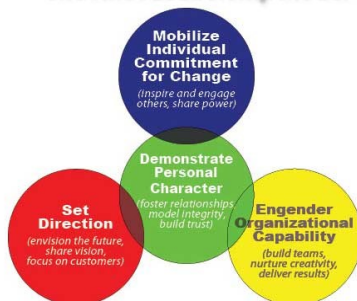 Mobilize
Individual
Commitment
for Change
(inspire and engage
others, share power)
Demonstrate
Personal
Character
(foster relationships,
model integrity,
build trust)
Set
Direction
(envision the future,
share vision,
focus on customers)
Engender
Organizational
Capability
(build teams,
nurture creativity,
deliver results)